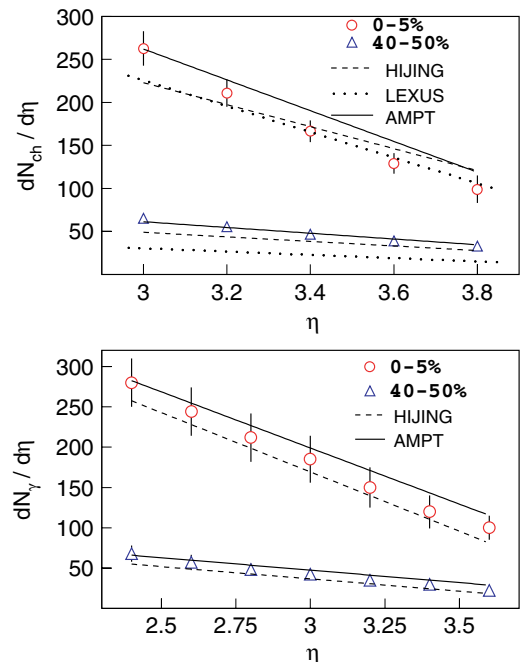 300
250
200
150
100
50
dN_ch / dη
0-5%
40-50%
HIJING
LEXUS
AMPT
3 3.2 3.4 3.6 3.8
η
300
250
200
150
100
50
dN_γ / dη
0-5%
40-50%
HIJING
AMPT
2.5 2.75 3 3.25 3.5
η